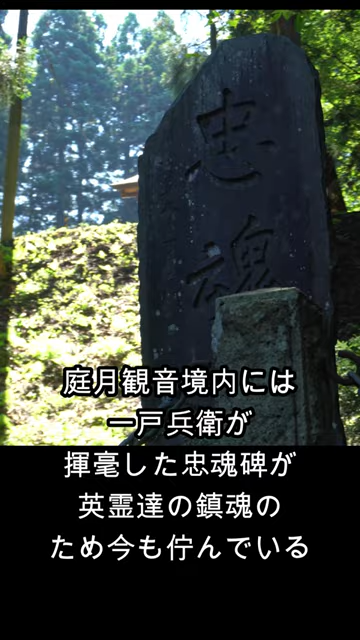 忠魂
庭月観音境内には
一戸兵衛が
揮毫した忠魂碑が
英霊達の鎮魂の
ため今も佇んでいる